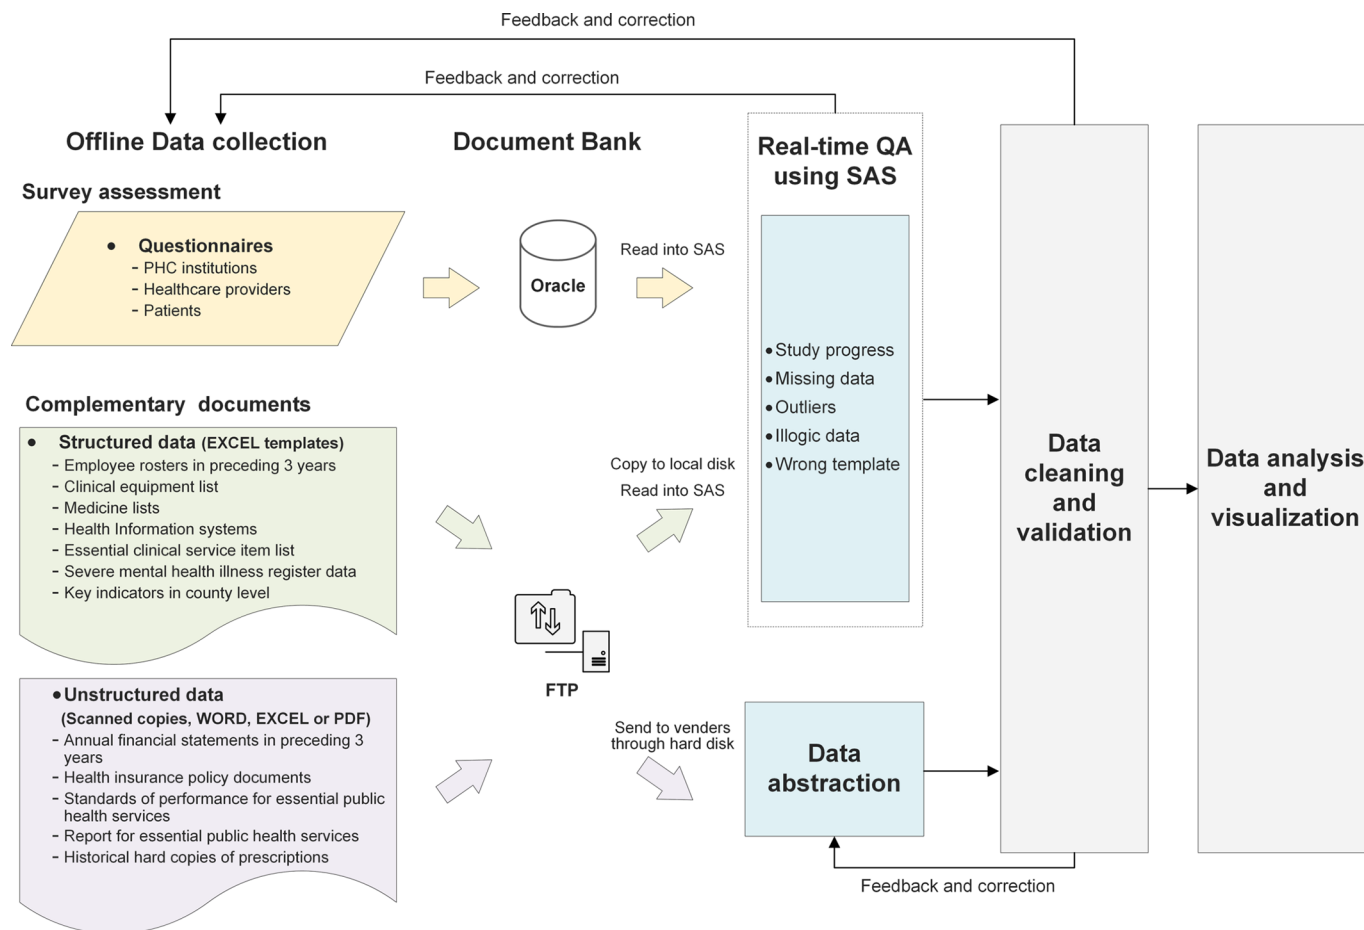 Feedback and correction
Feedback and correction
Offline Data collection
Document Bank
Real-time QA
using SAS
Survey assessment
• Questionnaires
- PHC institutions
- Healthcare providers
- Patients
Oracle
Read into SAS
• Study progress
• Missing data
• Outliers
• Illogic data
• Wrong template
Complementary documents
• Structured data (EXCEL templates)
- Employee rosters in preceding 3 years
- Clinical equipment list
- Medicine lists
- Health Information systems
- Essential clinical service item list
- Severe mental health illness register data
- Key indicators in county level
Copy to local disk
Read into SAS
FTP
• Unstructured data
(Scanned copies, WORD, EXCEL or PDF)
- Annual financial statements in preceding 3
years
- Health insurance policy documents
- Standards of performance for essential public
health services
- Report for essential public health services
- Historical hard copies of prescriptions
Send to venders
through hard disk
Data
abstraction
Feedback and correction
Data
cleaning
and
validation
Data analysis
and
visualization